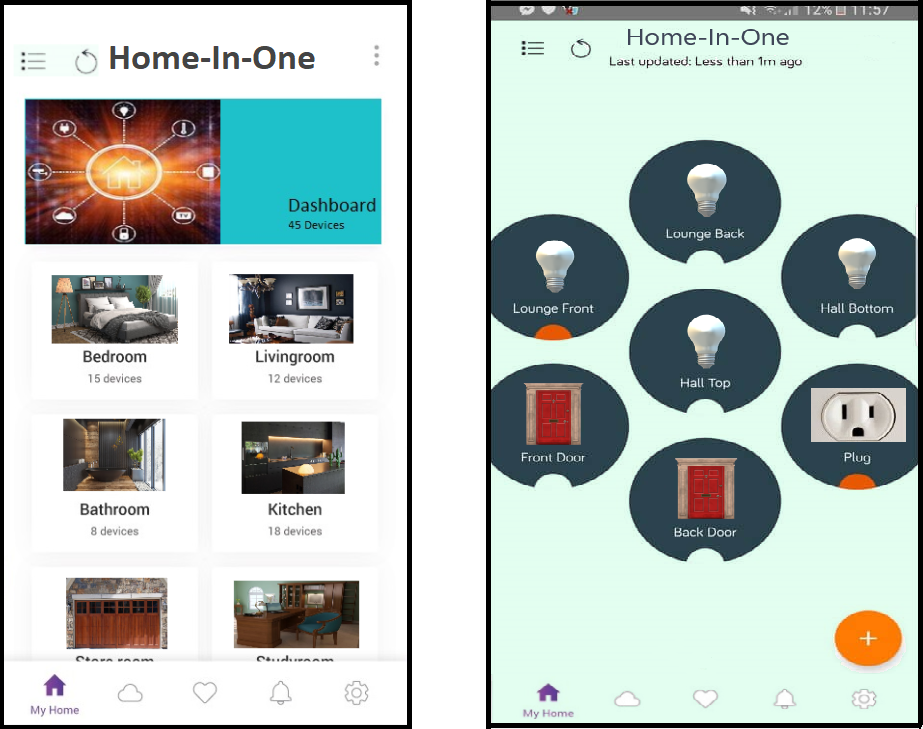 Home-In-One
TV
Dashboard
45 Devices
Bedroom
15 devices
Livingroom
12 devices
Bathroom
8 devices
Kitchen
18 devices
Store room
Studyroom
My Home
12% 11:57
Home-In-One
Last updated: Less than 1m ago
Lounge Back
Lounge Front
Hall Bottom
Hall Top
Front Door
Plug
Back Door
+
My Home